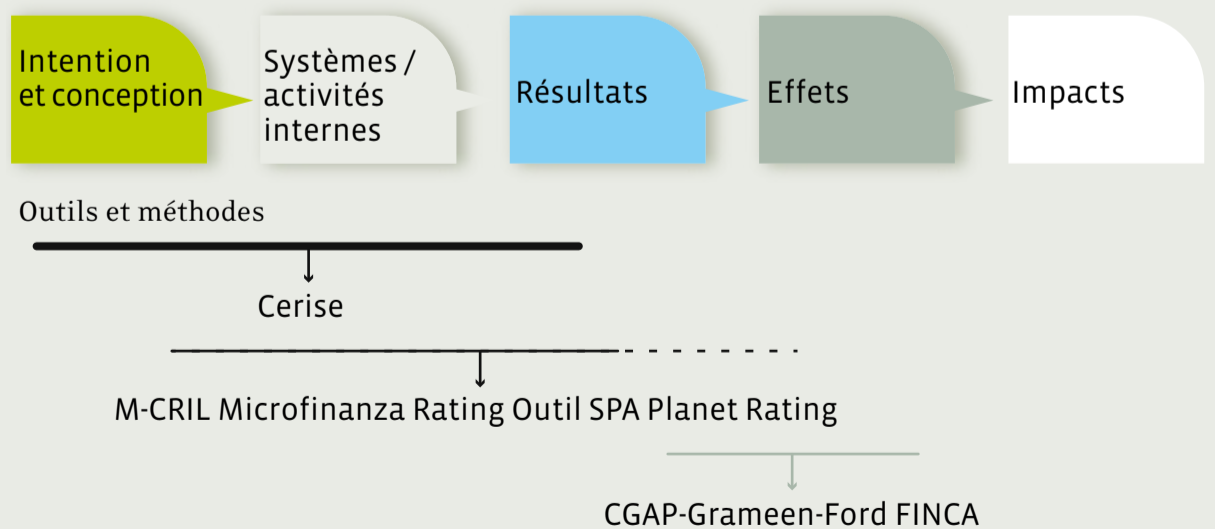 Intention
et conception
Systèmes /
activités
internes
Résultats
Effets
Impacts
Outils et méthodes
Cerise
M-CRIL Microfinanza Rating Outil SPA Planet Rating
CGAP-Grameen-Ford FINCA